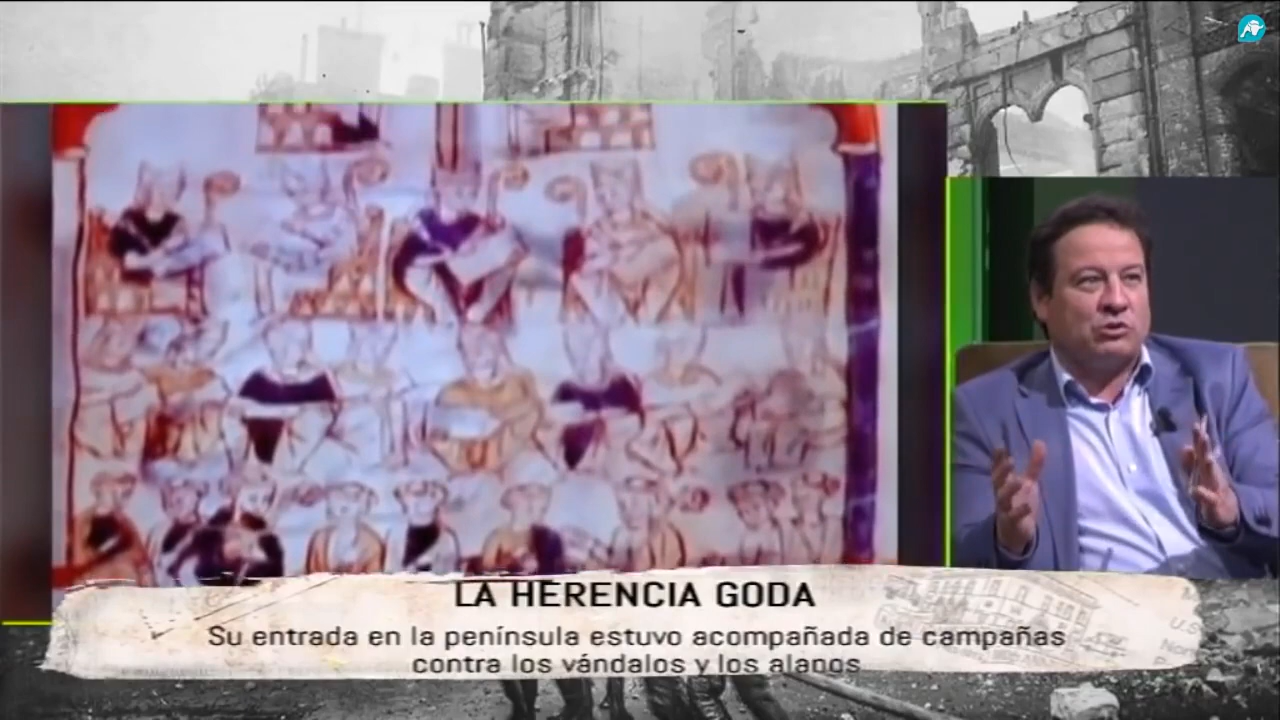 LA HERENCIA GODA
Su entrada en la península estuvo acompañada de campañas
contra los vándalos y los alanos